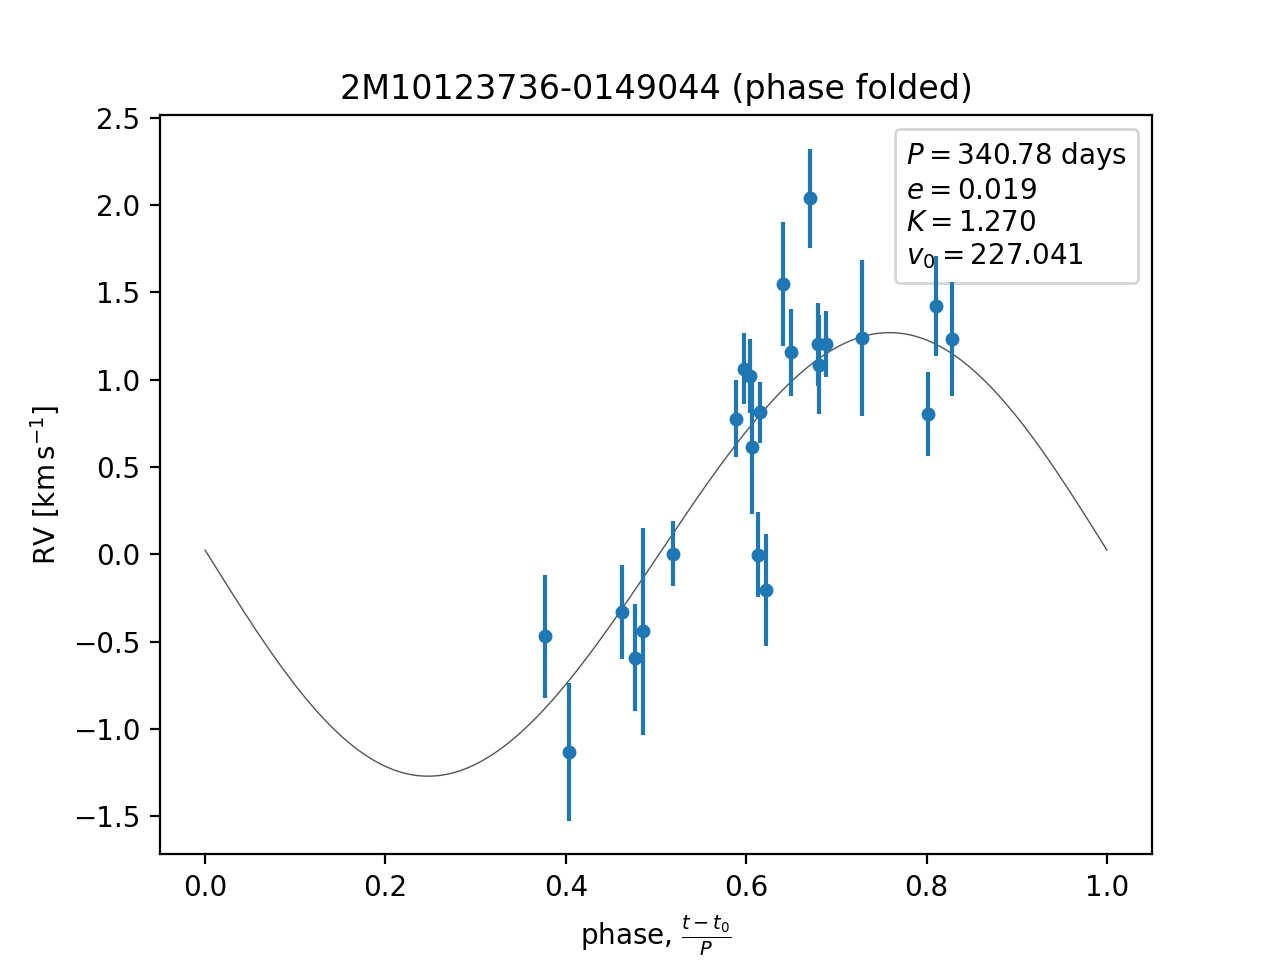 2M10123736-0149044 (phase folded)
P = 340.78 days
e = 0.019
K = 1.270
v₀ = 227.041
2.5
2.0
1.5
1.0
0.5
0.0
−0.5
−1.0
−1.5
RV [km s⁻¹]
0.0 0.2 0.4 0.6 0.8 1.0
phase, (t − t₀)/P